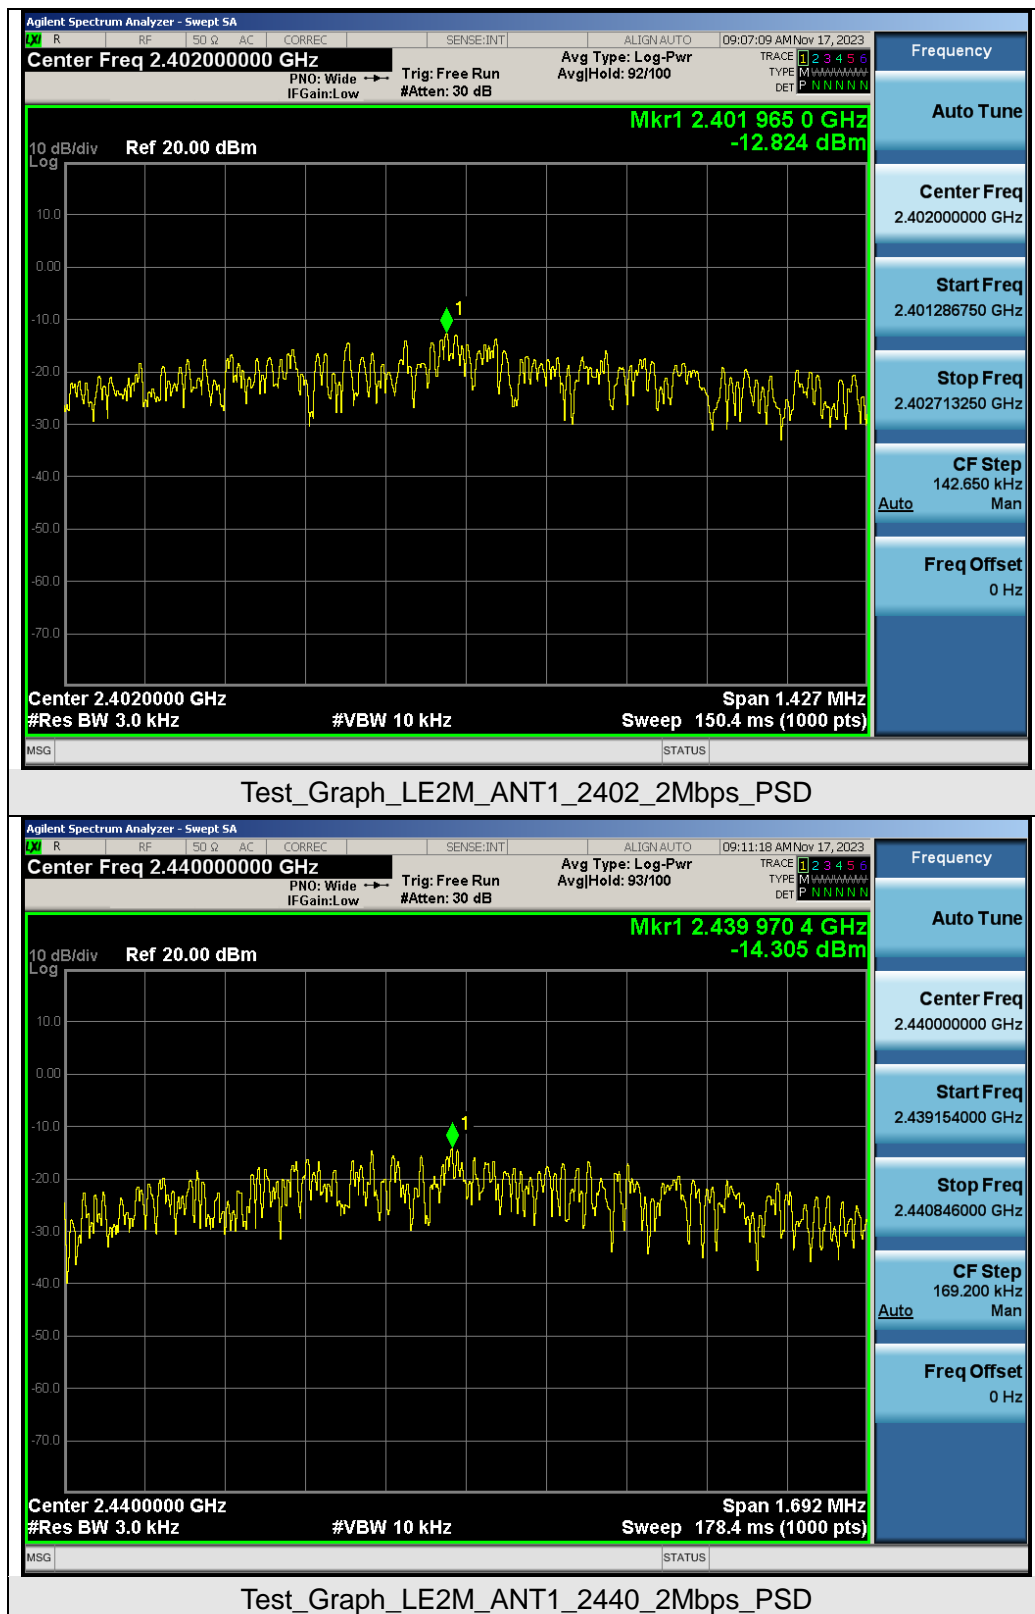 Agilent Spectrum Analyzer - Swept SA
LXI R RF 50 Ω AC CORREC SENSE:INT ALIGN AUTO 09:07:09 AM Nov 17, 2023
Center Freq 2.402000000 GHz
PNO: Wide
IFGain:Low
Trig: Free Run
#Atten: 30 dB
Avg Type: Log-Pwr
Avg|Hold: 92/100
TRACE 1 2 3 4 5 6
TYPE M WWWWW
DET P N N N N N
Mkr1 2.401 965 0 GHz
-12.824 dBm
10 dB/div Ref 20.00 dBm
Log
1
10.0
0.00
-10.0
-20.0
-30.0
-40.0
-50.0
-60.0
-70.0
Center 2.4020000 GHz Span 1.427 MHz
#Res BW 3.0 kHz #VBW 10 kHz Sweep 150.4 ms (1000 pts)
MSG STATUS
Frequency
Auto Tune
Center Freq
2.402000000 GHz
Start Freq
2.401286750 GHz
Stop Freq
2.402713250 GHz
CF Step
142.650 kHz
Auto Man
Freq Offset
0 Hz
Test_Graph_LE2M_ANT1_2402_2Mbps_PSD
Agilent Spectrum Analyzer - Swept SA
LXI R RF 50 Ω AC CORREC SENSE:INT ALIGN AUTO 09:11:18 AM Nov 17, 2023
Center Freq 2.440000000 GHz
PNO: Wide
IFGain:Low
Trig: Free Run
#Atten: 30 dB
Avg Type: Log-Pwr
Avg|Hold: 93/100
TRACE 1 2 3 4 5 6
TYPE M WWWWW
DET P N N N N N
Mkr1 2.439 970 4 GHz
-14.305 dBm
10 dB/div Ref 20.00 dBm
Log
1
10.0
0.00
-10.0
-20.0
-30.0
-40.0
-50.0
-60.0
-70.0
Center 2.4400000 GHz Span 1.692 MHz
#Res BW 3.0 kHz #VBW 10 kHz Sweep 178.4 ms (1000 pts)
MSG STATUS
Frequency
Auto Tune
Center Freq
2.440000000 GHz
Start Freq
2.439154000 GHz
Stop Freq
2.440846000 GHz
CF Step
169.200 kHz
Auto Man
Freq Offset
0 Hz
Test_Graph_LE2M_ANT1_2440_2Mbps_PSD